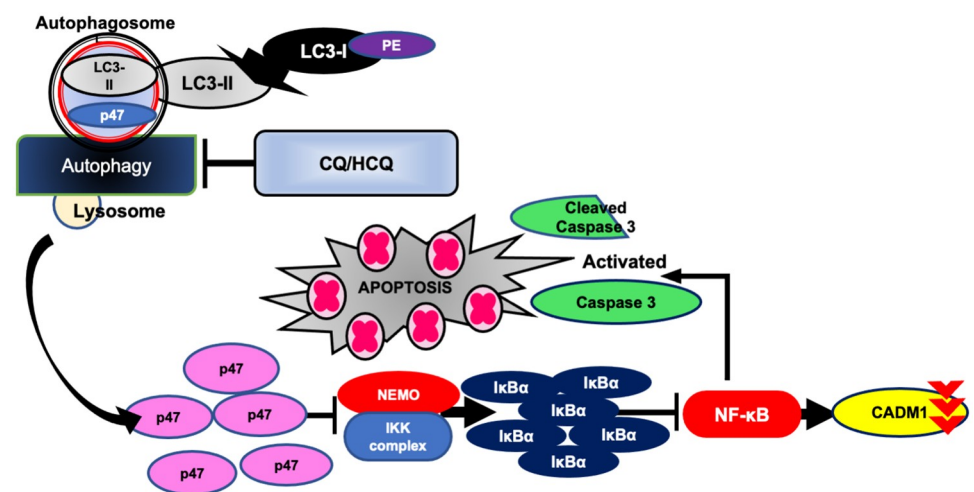 Autophagosome
LC3-I
PE
LC3-
II
LC3-II
p47
Autophagy
CQ/HCQ
Lysosome
Cleaved
Caspase 3
Activated
APOPTOSIS
Caspase 3
p47
p47
p47
p47
p47
NEMO
IKK
complex
IκBα
IκBα
IκBα
IκBα
IκBα
IκBα
NF-κB
CADM1